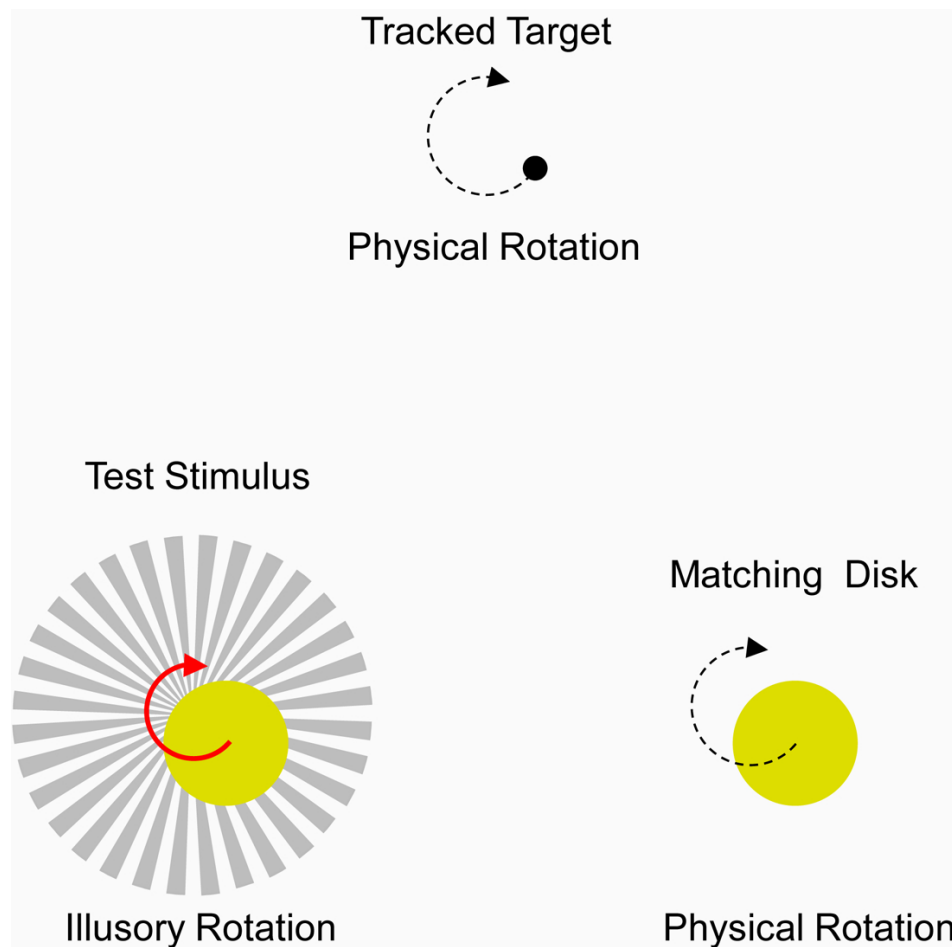 Tracked Target
Physical Rotation
Test Stimulus
Matching Disk
Illusory Rotation
Physical Rotation